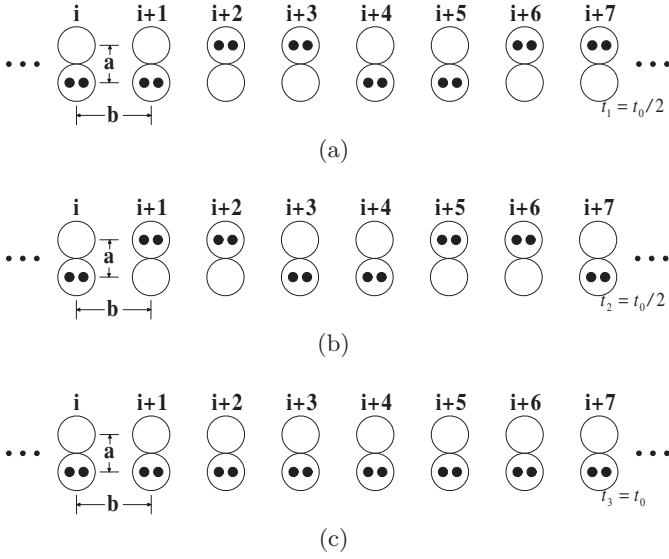 i i+1 i+2 i+3 i+4 i+5 i+6 i+7
... a ...
b t₁ = t₀/2
(a)
i i+1 i+2 i+3 i+4 i+5 i+6 i+7
... a ...
b t₂ = t₀/2
(b)
i i+1 i+2 i+3 i+4 i+5 i+6 i+7
... a ...
b t₃ = t₀
(c)